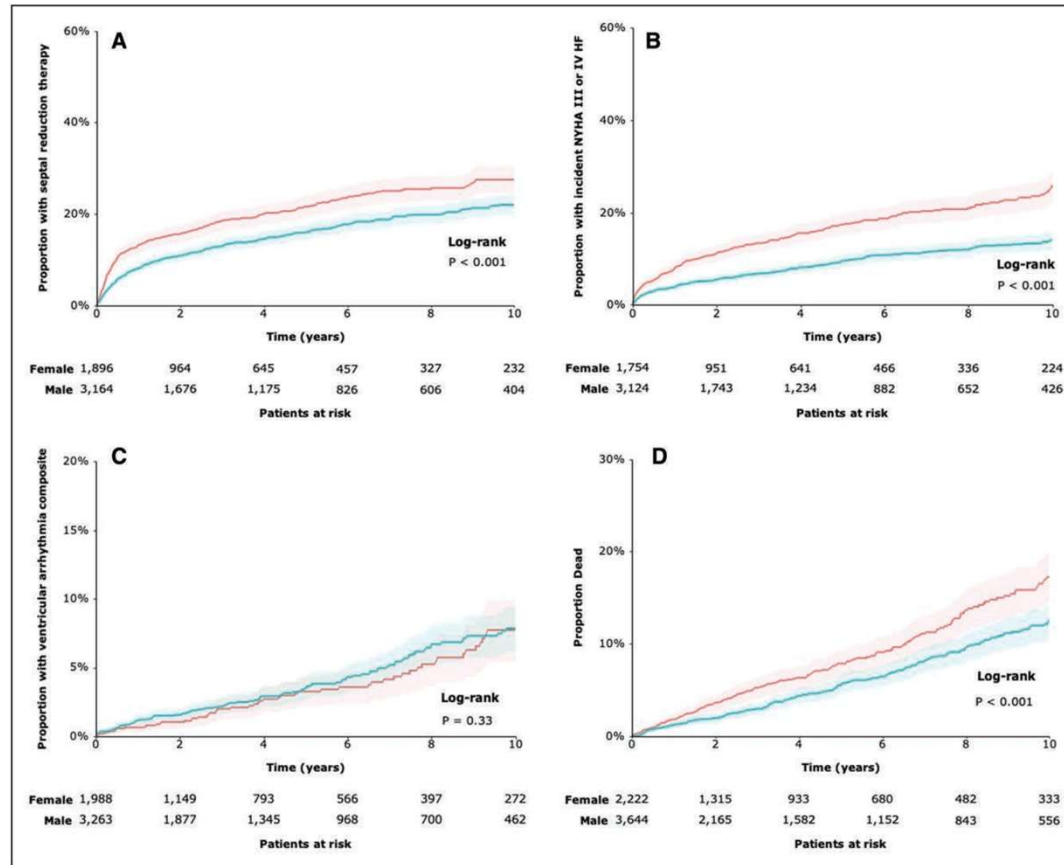 A
Proportion with septal reduction therapy
60%
40%
20%
0%
Log-rank
P < 0.001
0 2 4 6 8 10
Time (years)
Female 1,896 964 645 457 327 232
Male 3,164 1,676 1,175 826 606 404
Patients at risk
B
Proportion with incident NYHA III or IV HF
60%
40%
20%
0%
Log-rank
P < 0.001
0 2 4 6 8 10
Time (years)
Female 1,754 951 641 466 336 224
Male 3,124 1,743 1,234 882 652 426
Patients at risk
C
Proportion with ventricular arrhythmia composite
20%
15%
10%
5%
0%
Log-rank
P = 0.33
0 2 4 6 8 10
Time (years)
Female 1,988 1,149 793 566 397 272
Male 3,263 1,877 1,345 968 700 462
Patients at risk
D
Proportion Dead
30%
20%
10%
0%
Log-rank
P < 0.001
0 2 4 6 8 10
Time (years)
Female 2,222 1,315 933 680 482 333
Male 3,644 2,165 1,582 1,152 843 556
Patients at risk